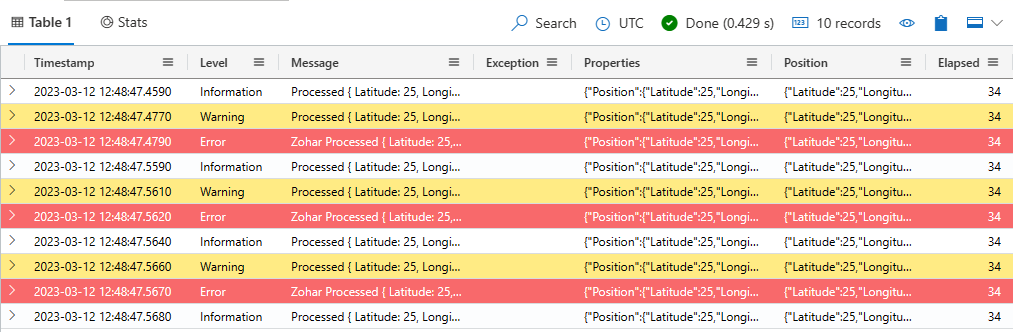 Table 1 Stats Search UTC Done (0.429 s) 123 10 records
Timestamp Level Message Exception Properties Position Elapsed
2023-03-12 12:48:47.4590 Information Processed { Latitude: 25, Longi... {"Position":{"Latitude":25,"Longi... {"Latitude":25,"Longitu... 34
2023-03-12 12:48:47.4770 Warning Processed { Latitude: 25, Longi... {"Position":{"Latitude":25,"Longi... {"Latitude":25,"Longitu... 34
2023-03-12 12:48:47.4790 Error Zohar Processed { Latitude: 25,... {"Position":{"Latitude":25,"Longi... {"Latitude":25,"Longitu... 34
2023-03-12 12:48:47.5590 Information Processed { Latitude: 25, Longi... {"Position":{"Latitude":25,"Longi... {"Latitude":25,"Longitu... 34
2023-03-12 12:48:47.5610 Warning Processed { Latitude: 25, Longi... {"Position":{"Latitude":25,"Longi... {"Latitude":25,"Longitu... 34
2023-03-12 12:48:47.5620 Error Zohar Processed { Latitude: 25,... {"Position":{"Latitude":25,"Longi... {"Latitude":25,"Longitu... 34
2023-03-12 12:48:47.5640 Information Processed { Latitude: 25, Longi... {"Position":{"Latitude":25,"Longi... {"Latitude":25,"Longitu... 34
2023-03-12 12:48:47.5660 Warning Processed { Latitude: 25, Longi... {"Position":{"Latitude":25,"Longi... {"Latitude":25,"Longitu... 34
2023-03-12 12:48:47.5670 Error Zohar Processed { Latitude: 25,... {"Position":{"Latitude":25,"Longi... {"Latitude":25,"Longitu... 34
2023-03-12 12:48:47.5680 Information Processed { Latitude: 25, Longi... {"Position":{"Latitude":25,"Longi... {"Latitude":25,"Longitu... 34